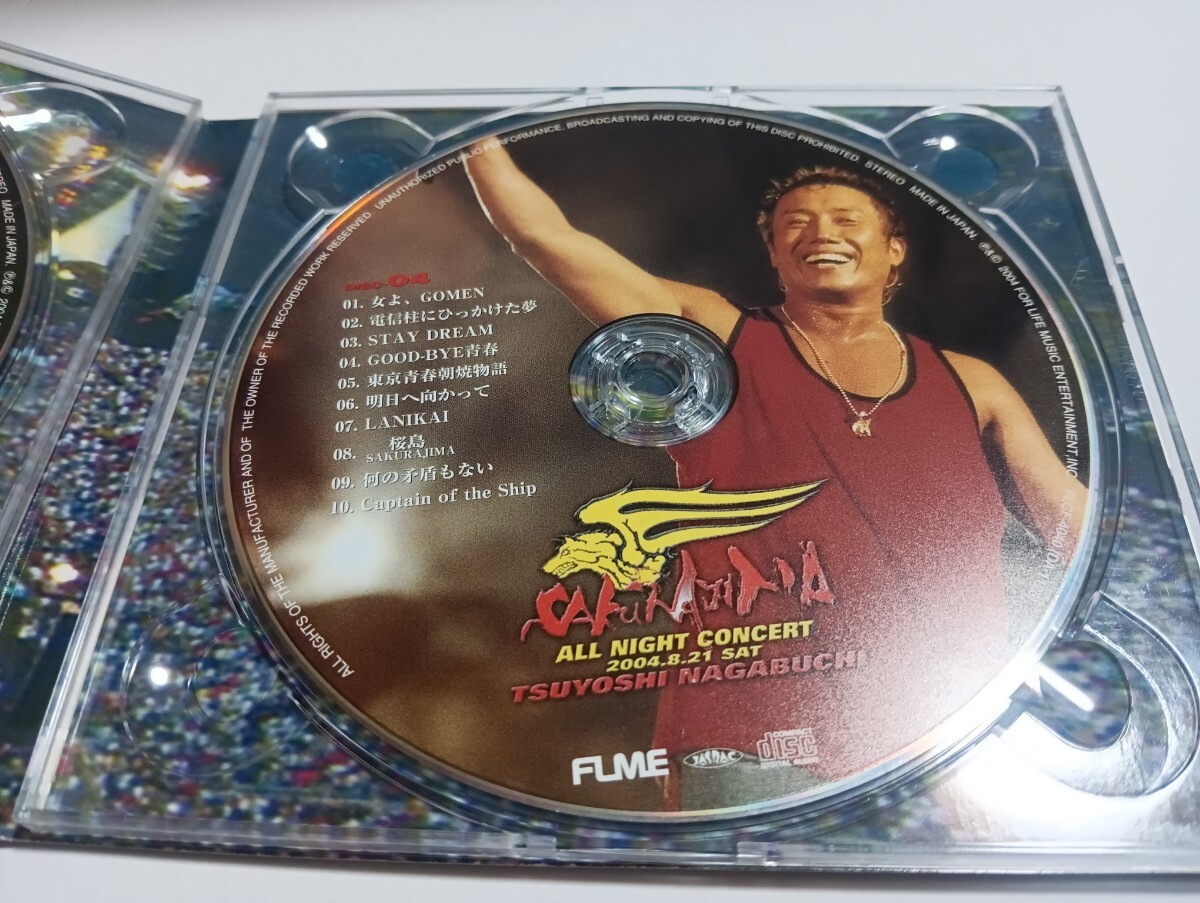 DISC 04
01. 女よ、GOMEN
02. 電信柱にひっかけた夢
03. STAY DREAM
04. GOOD-BYE青春
05. 東京青春朝焼物語
06. 明日へ向かって
07. LANIKAI
08. 桜島
SAKURAJIMA
09. 何の矛盾もない
10. Captain of the Ship
SAKURAJIMA
ALL NIGHT CONCERT
2004.8.21 SAT
TSUYOSHI NAGABUCHI
FLME
JASRAC
COMPACT
disc
DIGITAL AUDIO
ALL RIGHTS OF THE MANUFACTURER AND OF THE OWNER OF THE RECORDED WORK RESERVED. UNAUTHORIZED PUBLIC PERFORMANCE, BROADCASTING AND COPYING OF THIS DISC PROHIBITED. STEREO MADE IN JAPAN. ℗&© 2004 FOR LIFE MUSIC ENTERTAINMENT, INC.
STEREO MADE IN JAPAN. ℗&©